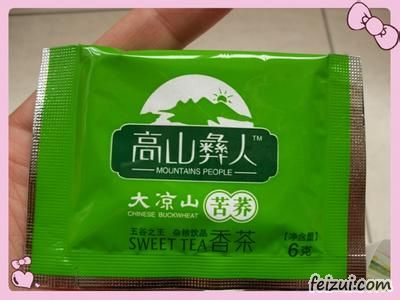 高山彝人™
MOUNTAINS PEOPLE
大凉山 苦荞
CHINESE BUCKWHEAT
五谷之王 杂粮饮品
SWEET TEA 香茶
【净含量】
6克
feizui.com